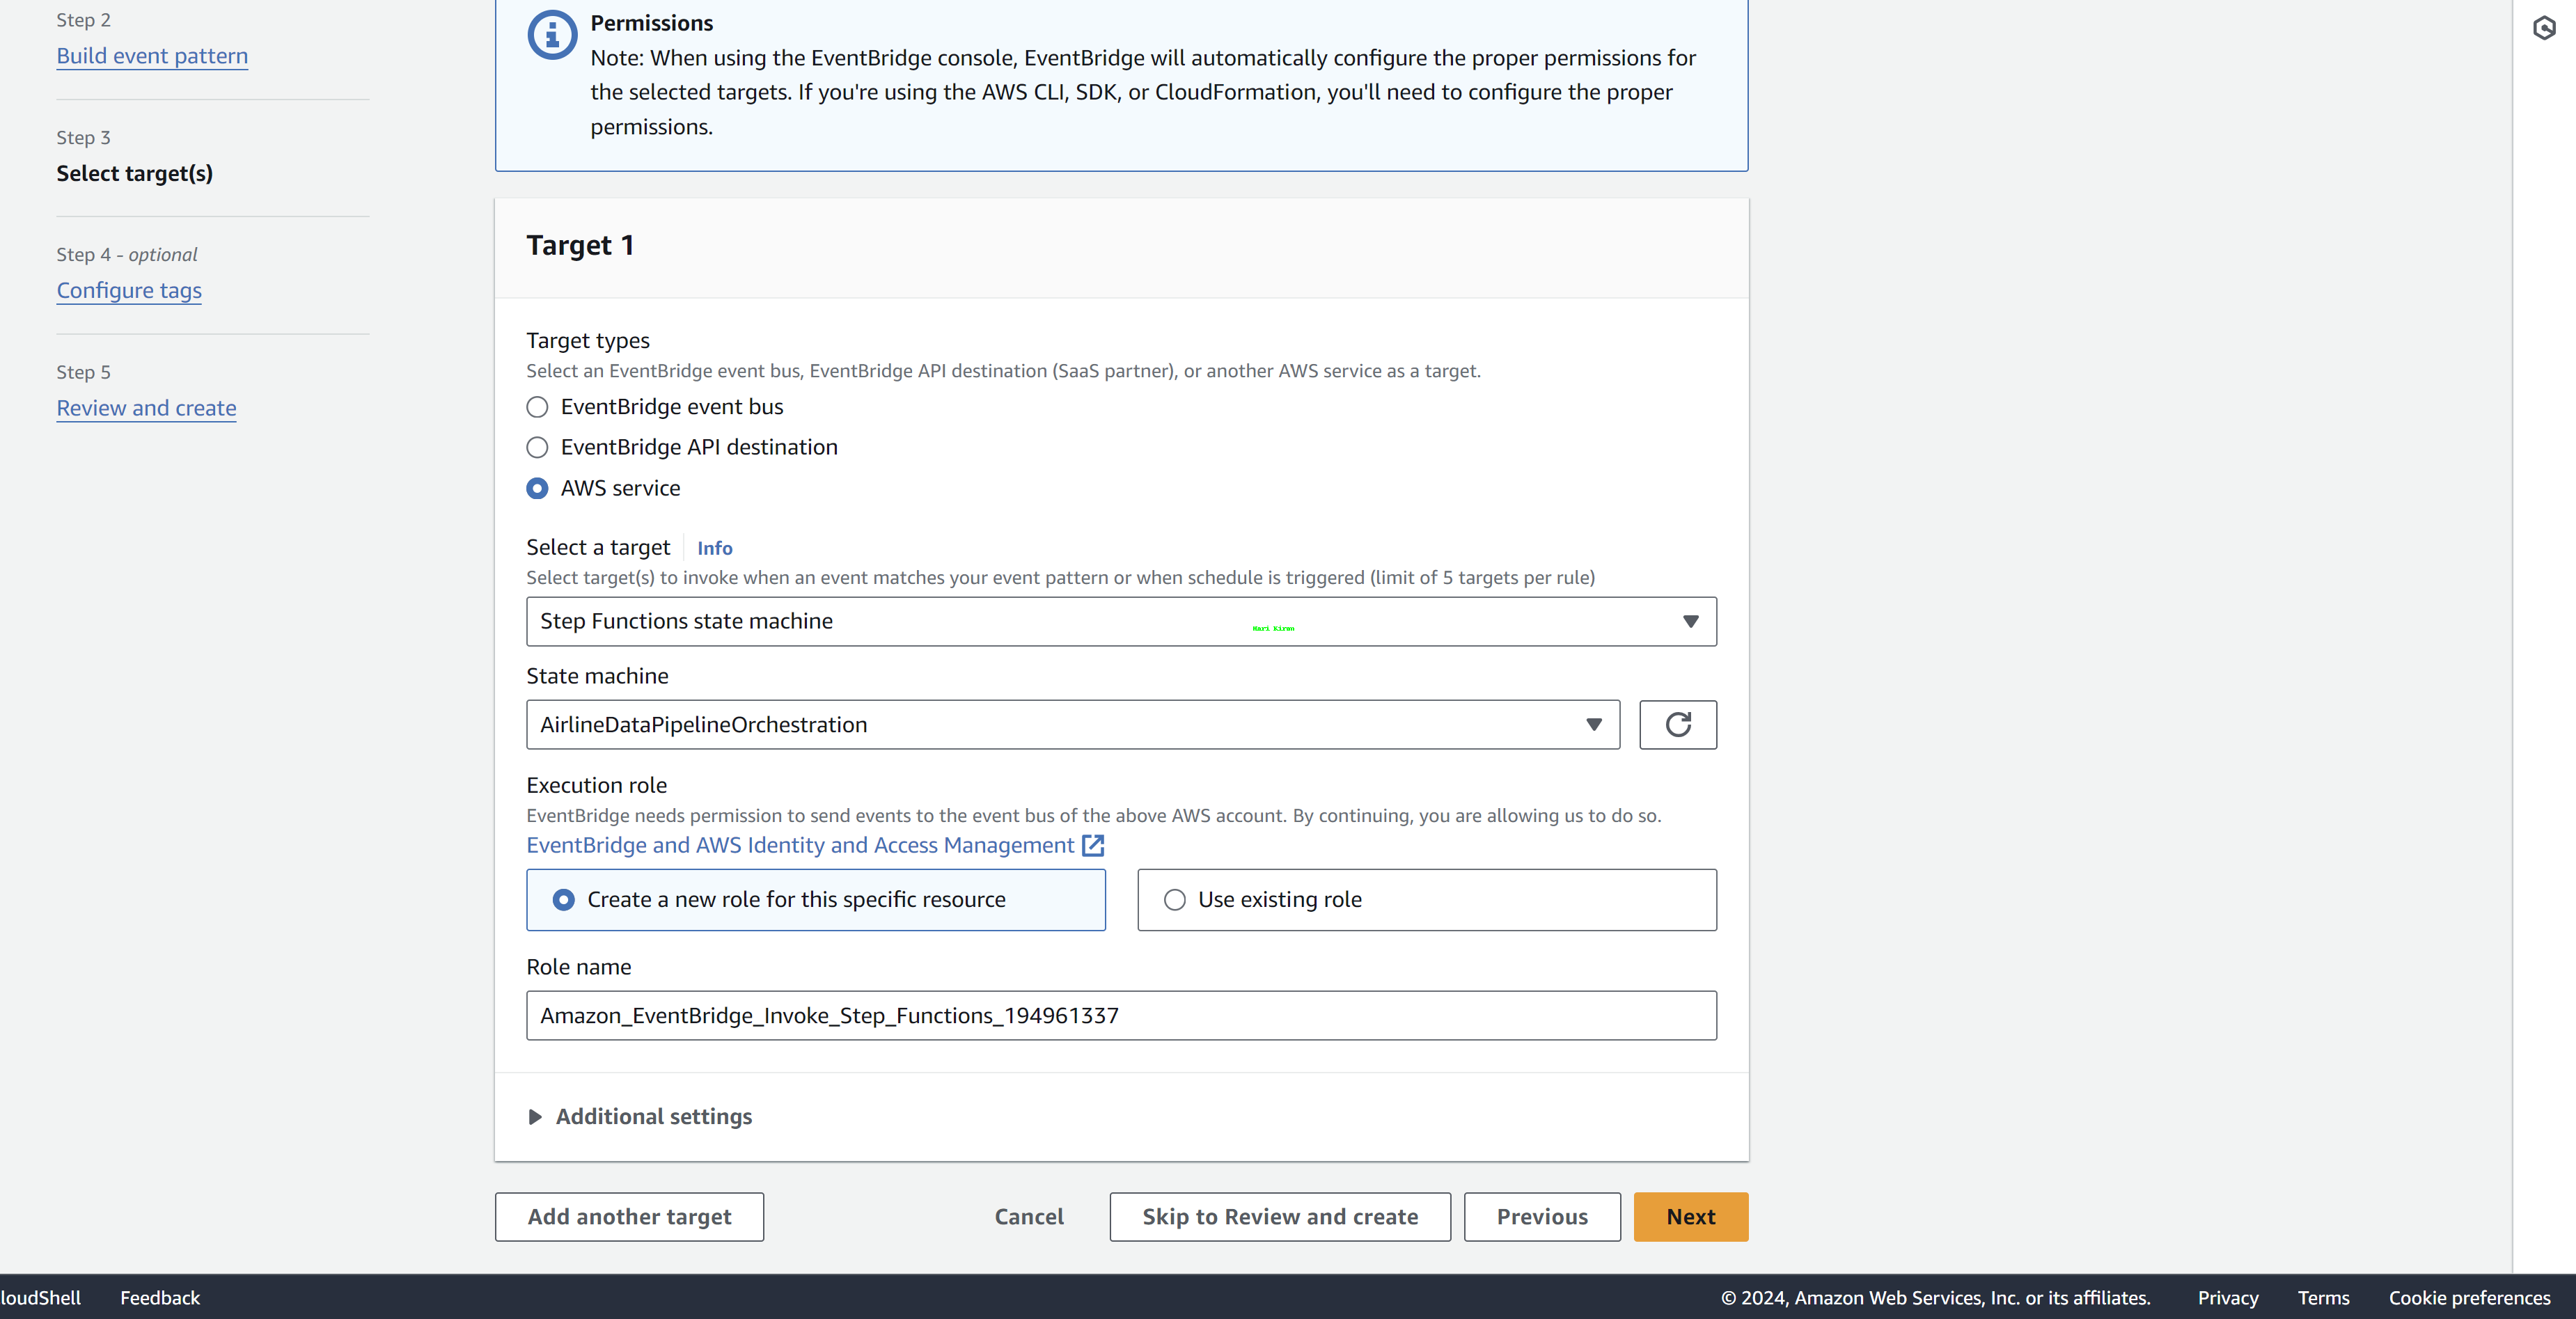 Step 2
Build event pattern
Step 3
Select target(s)
Step 4 - optional
Configure tags
Step 5
Review and create
Permissions
Note: When using the EventBridge console, EventBridge will automatically configure the proper permissions for
the selected targets. If you're using the AWS CLI, SDK, or CloudFormation, you'll need to configure the proper
permissions.
Target 1
Target types
Select an EventBridge event bus, EventBridge API destination (SaaS partner), or another AWS service as a target.
EventBridge event bus
EventBridge API destination
AWS service
Select a target Info
Select target(s) to invoke when an event matches your event pattern or when schedule is triggered (limit of 5 targets per rule)
Step Functions state machine
State machine
AirlineDataPipelineOrchestration
Execution role
EventBridge needs permission to send events to the event bus of the above AWS account. By continuing, you are allowing us to do so.
EventBridge and AWS Identity and Access Management
Create a new role for this specific resource
Use existing role
Role name
Amazon_EventBridge_Invoke_Step_Functions_194961337
Additional settings
Add another target
Cancel
Skip to Review and create
Previous
Next
loudShell
Feedback
© 2024, Amazon Web Services, Inc. or its affiliates.
Privacy
Terms
Cookie preferences